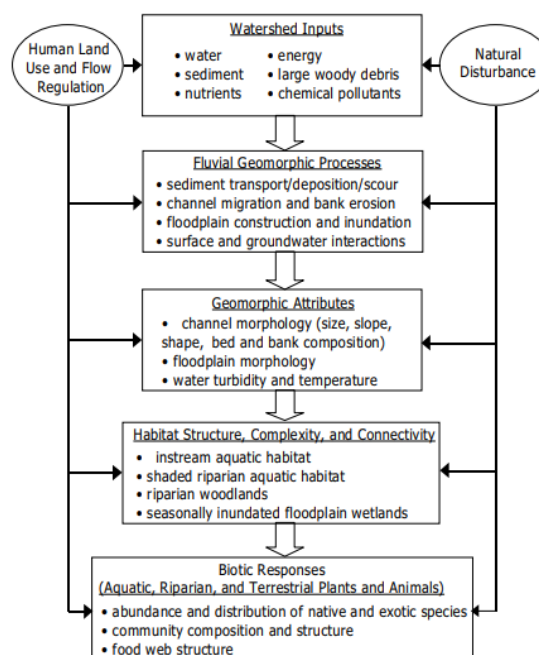 Human Land
Use and Flow
Regulation
Watershed Inputs
• water • energy
• sediment • large woody debris
• nutrients • chemical pollutants
Natural
Disturbance
Fluvial Geomorphic Processes
• sediment transport/deposition/scour
• channel migration and bank erosion
• floodplain construction and inundation
• surface and groundwater interactions
Geomorphic Attributes
• channel morphology (size, slope,
shape, bed and bank composition)
• floodplain morphology
• water turbidity and temperature
Habitat Structure, Complexity, and Connectivity
• instream aquatic habitat
• shaded riparian aquatic habitat
• riparian woodlands
• seasonally inundated floodplain wetlands
Biotic Responses
(Aquatic, Riparian, and Terrestrial Plants and Animals)
• abundance and distribution of native and exotic species
• community composition and structure
• food web structure